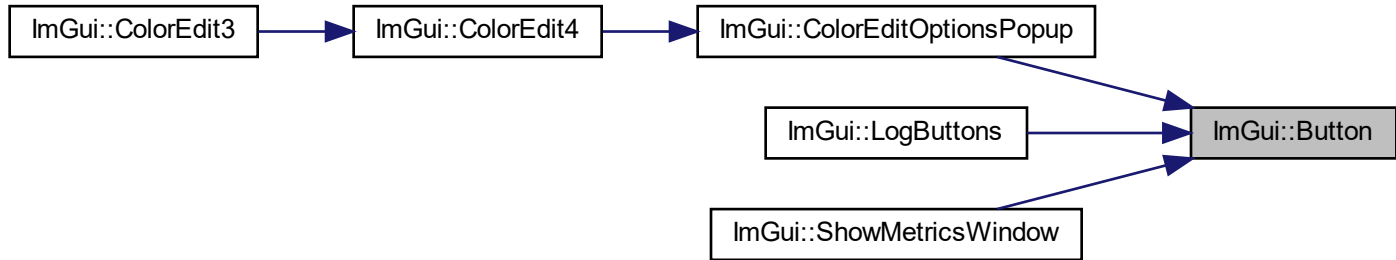 ImGui::ColorEdit3
ImGui::ColorEdit4
ImGui::ColorEditOptionsPopup
ImGui::LogButtons
ImGui::Button
ImGui::ShowMetricsWindow